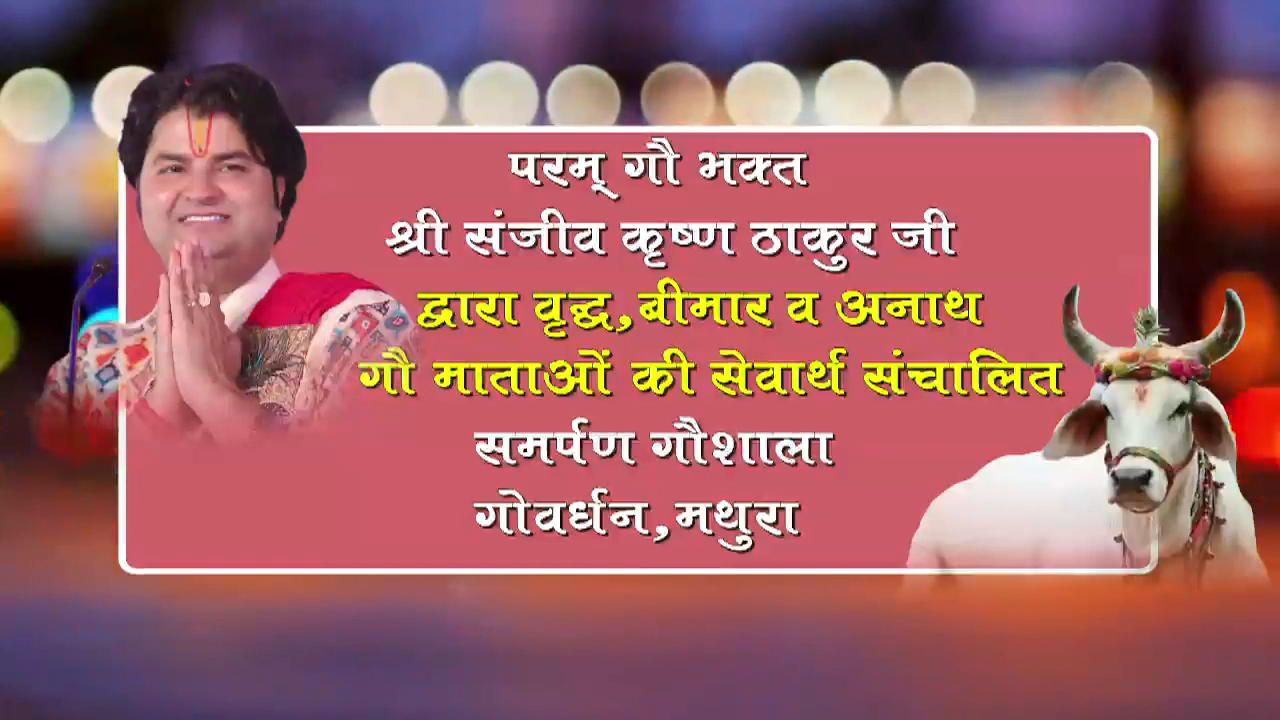 परम् गौ भक्त
श्री संजीव कृष्ण ठाकुर जी
द्वारा वृद्ध,बीमार व अनाथ
गौ माताओं की सेवार्थ संचालित
समर्पण गौशाला
गोवर्धन,मथुरा